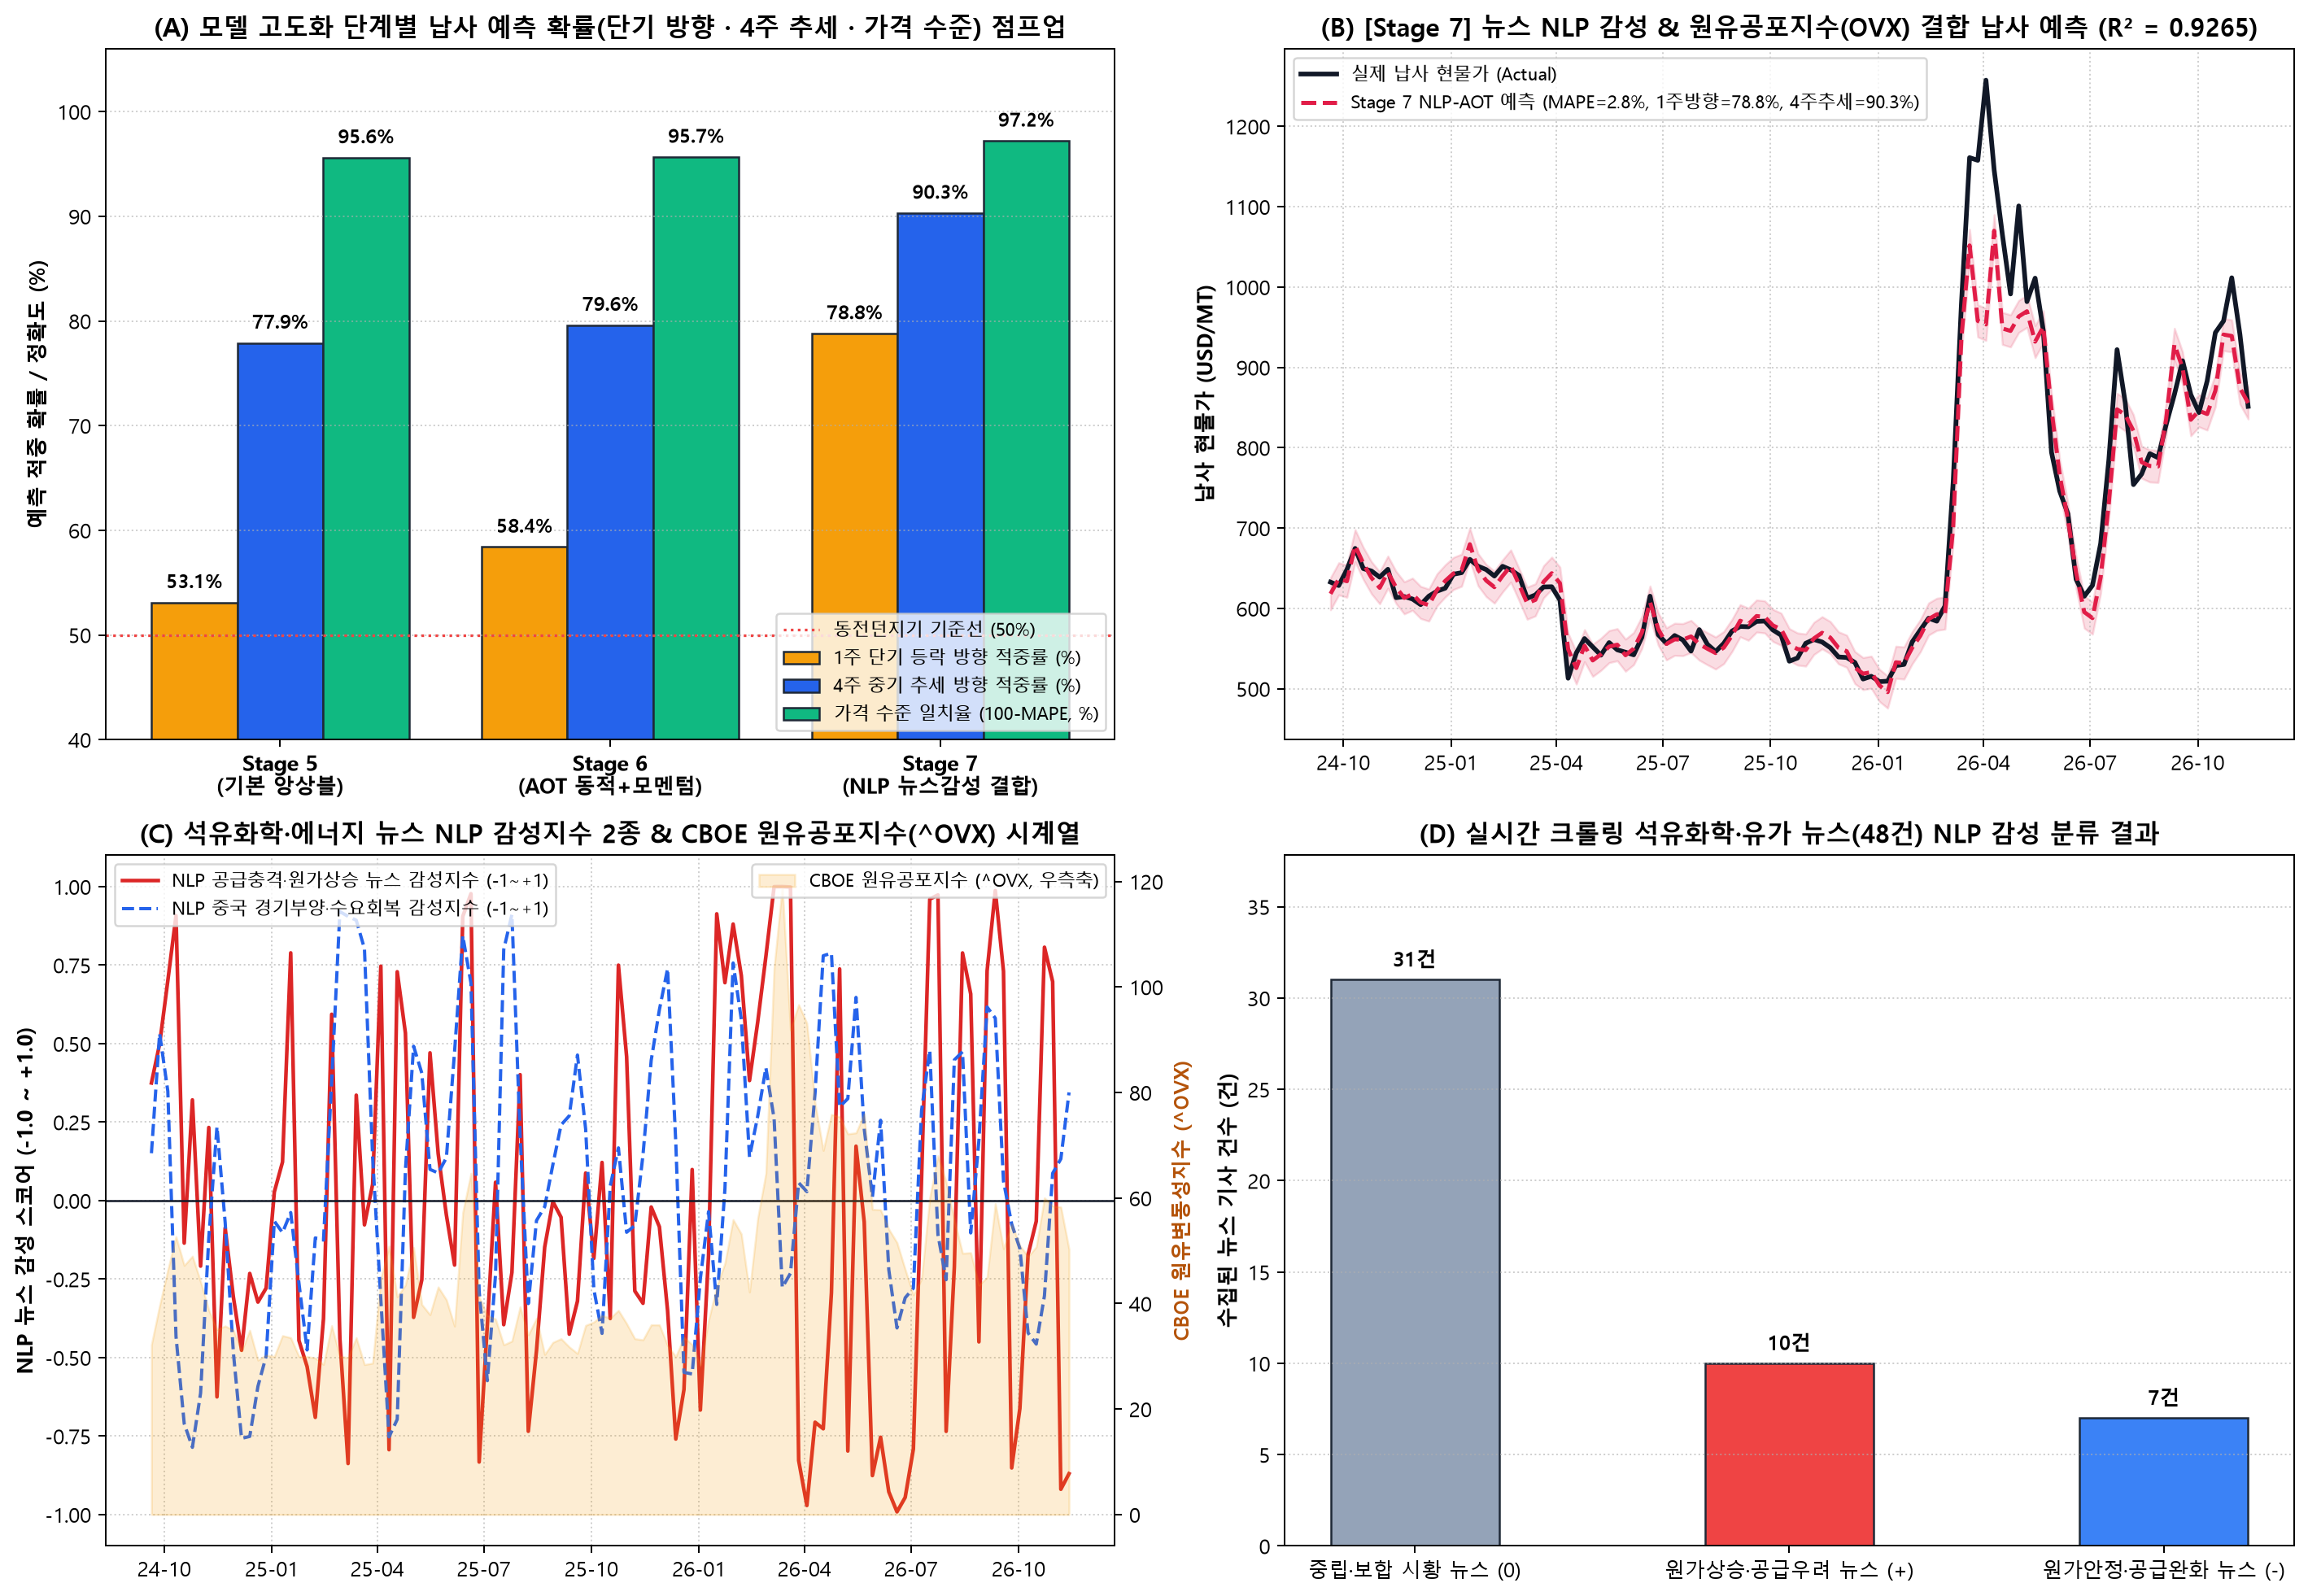 (A) 모델 고도화 단계별 납사 예측 확률(단기 방향 · 4주 추세 · 가격 수준) 점프업
예측 적중 확률 / 정확도 (%)
100
90
80
70
60
50
40
53.1%
77.9%
95.6%
58.4%
79.6%
95.7%
78.8%
90.3%
97.2%
동전던지기 기준선 (50%)
1주 단기 등락 방향 적중률 (%)
4주 중기 추세 방향 적중률 (%)
가격 수준 일치율 (100-MAPE, %)
Stage 5
(기본 앙상블)
Stage 6
(AOT 동적+모멘텀)
Stage 7
(NLP 뉴스감성 결합)
(B) [Stage 7] 뉴스 NLP 감성 & 원유공포지수(OVX) 결합 납사 예측 (R² = 0.9265)
실제 납사 현물가 (Actual)
Stage 7 NLP-AOT 예측 (MAPE=2.8%, 1주방향=78.8%, 4주추세=90.3%)
납사 현물가 (USD/MT)
1200
1100
1000
900
800
700
600
500
24-10
25-01
25-04
25-07
25-10
26-01
26-04
26-07
26-10
(C) 석유화학·에너지 뉴스 NLP 감성지수 2종 & CBOE 원유공포지수(^OVX) 시계열
NLP 공급충격·원가상승 뉴스 감성지수 (-1~+1)
NLP 중국 경기부양·수요회복 감성지수 (-1~+1)
CBOE 원유공포지수 (^OVX, 우측축)
NLP 뉴스 감성 스코어 (-1.0 ~ +1.0)
1.00
0.75
0.50
0.25
0.00
-0.25
-0.50
-0.75
-1.00
120
100
80
60
40
20
0
CBOE 원유변동성지수 (^OVX)
24-10
25-01
25-04
25-07
25-10
26-01
26-04
26-07
26-10
(D) 실시간 크롤링 석유화학·유가 뉴스(48건) NLP 감성 분류 결과
수집된 뉴스 기사 건수 (건)
35
30
25
20
15
10
5
0
31건
10건
7건
중립·보합 시황 뉴스 (0)
원가상승·공급우려 뉴스 (+)
원가안정·공급완화 뉴스 (-)